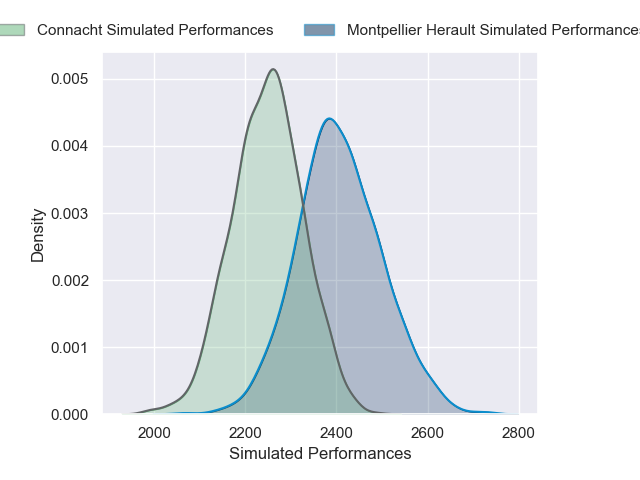 Connacht Simulated Performances
Montpellier Herault Simulated Performances
0.005
0.004
0.003
0.002
0.001
0.000
Density
2000 2200 2400 2600 2800
Simulated Performances